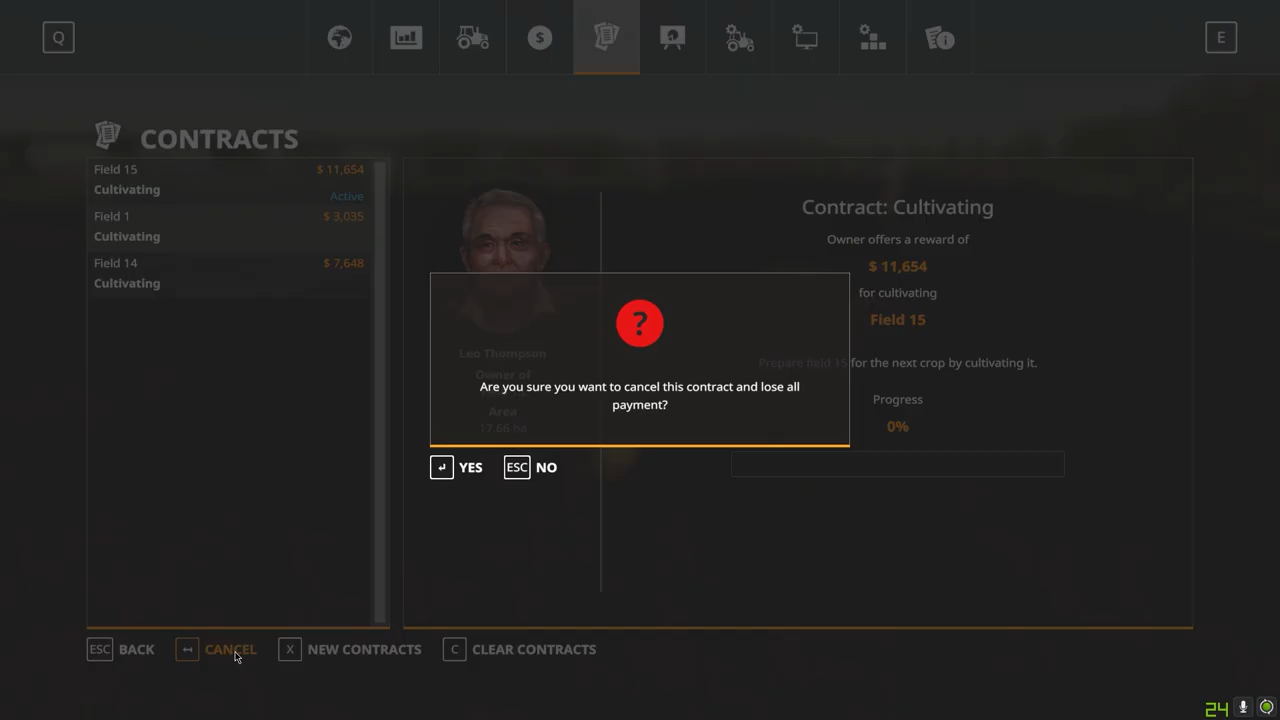 Q
E
CONTRACTS
Field 15 $ 11,654
Cultivating
Active
Field 1 $ 3,035
Cultivating
Field 14 $ 7,648
Cultivating
Leo Thompson
Owner of
Area
17.66 ha
Contract: Cultivating
Owner offers a reward of
$ 11,654
for cultivating
Field 15
Prepare field 15 for the next crop by cultivating it.
Progress
0%
?
Are you sure you want to cancel this contract and lose all
payment?
↵ YES ESC NO
ESC BACK ↤ CANCEL X NEW CONTRACTS C CLEAR CONTRACTS
24